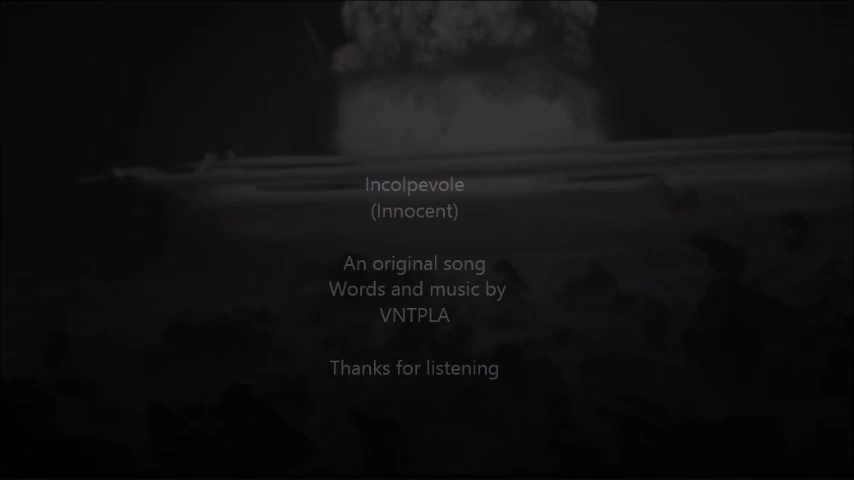 Incolpevole
(Innocent)
An original song
Words and music by
VNTPLA
Thanks for listening